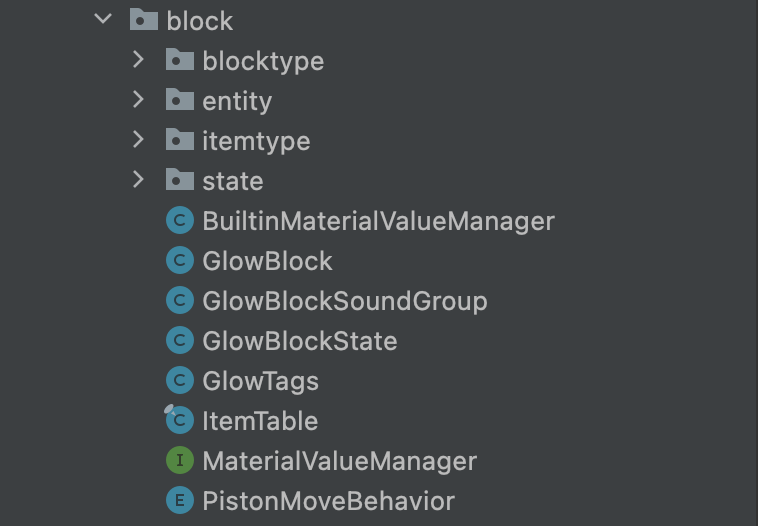 block
blocktype
entity
itemtype
state
C BuiltinMaterialValueManager
C GlowBlock
C GlowBlockSoundGroup
C GlowBlockState
C GlowTags
C ItemTable
I MaterialValueManager
E PistonMoveBehavior